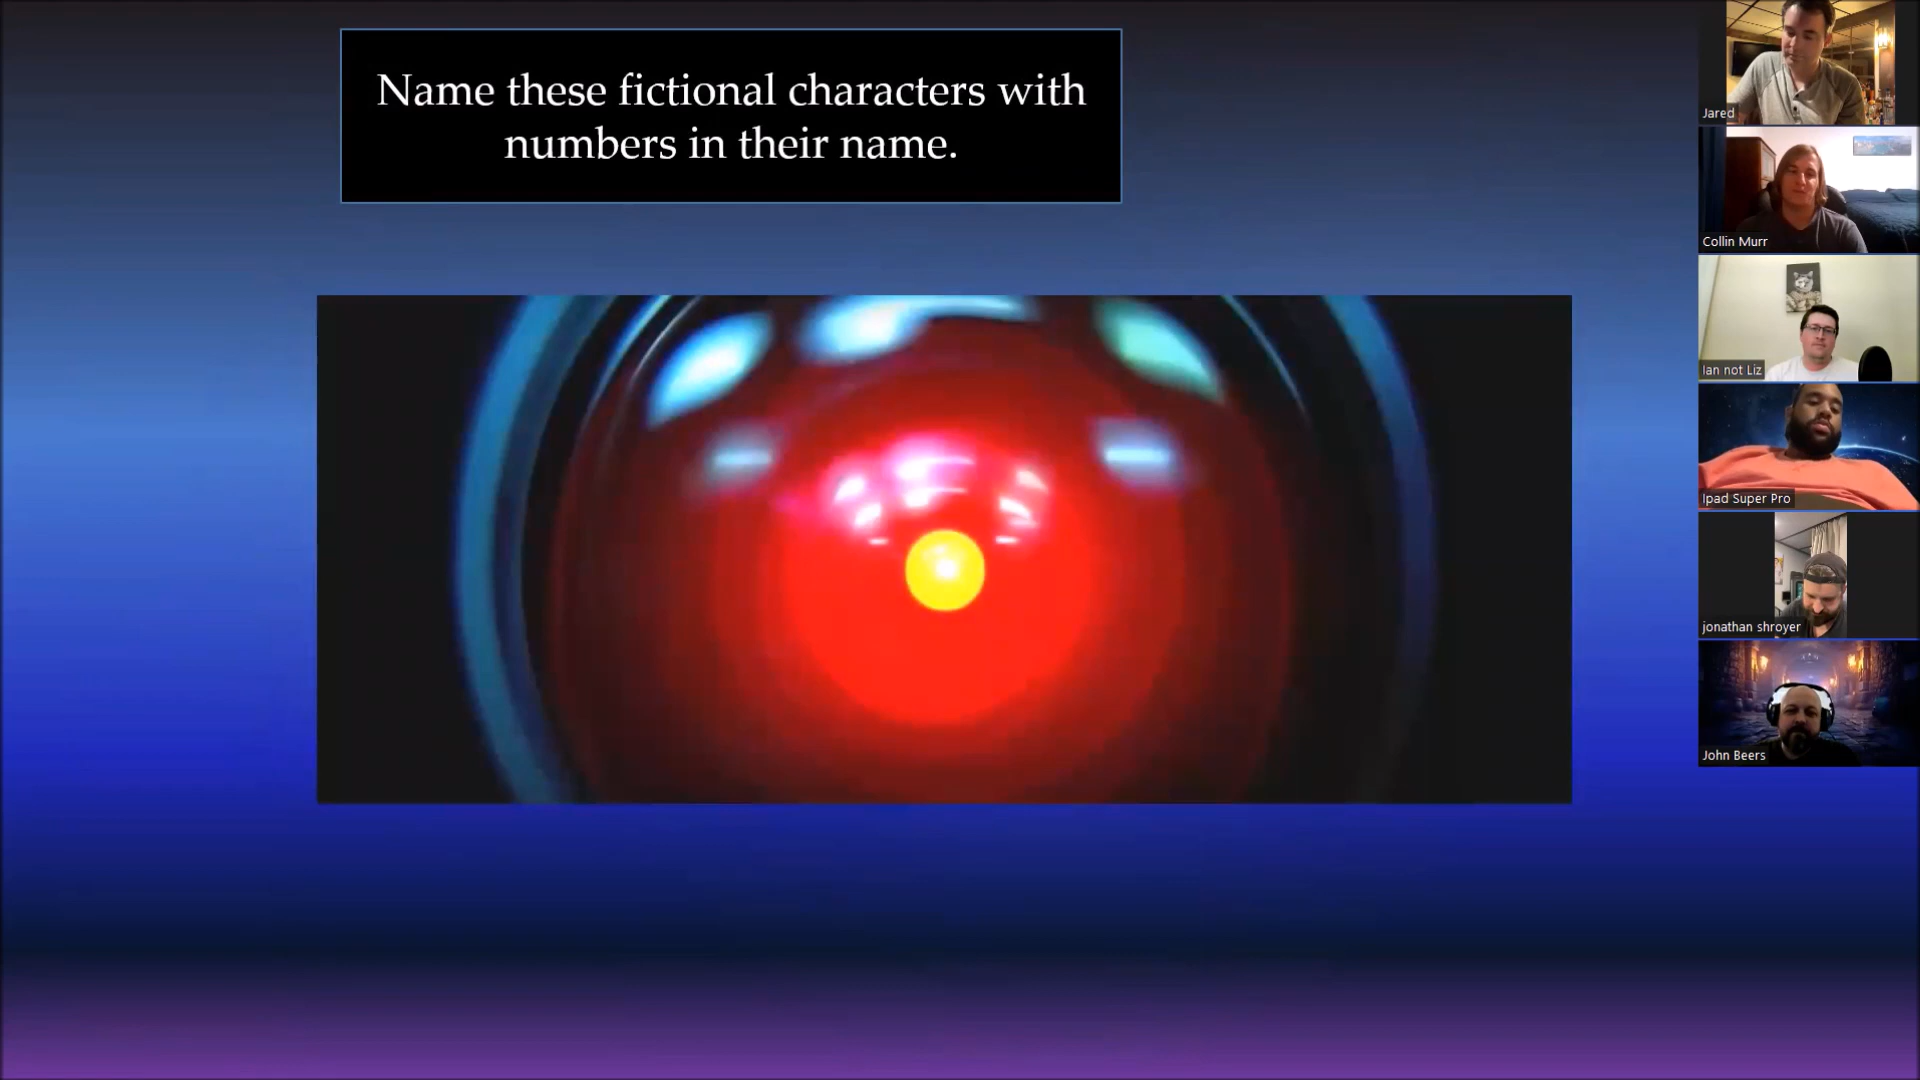 Name these fictional characters with
numbers in their name.
Jared
Collin Murr
Ian not Liz
Ipad Super Pro
jonathan shroyer
John Beers